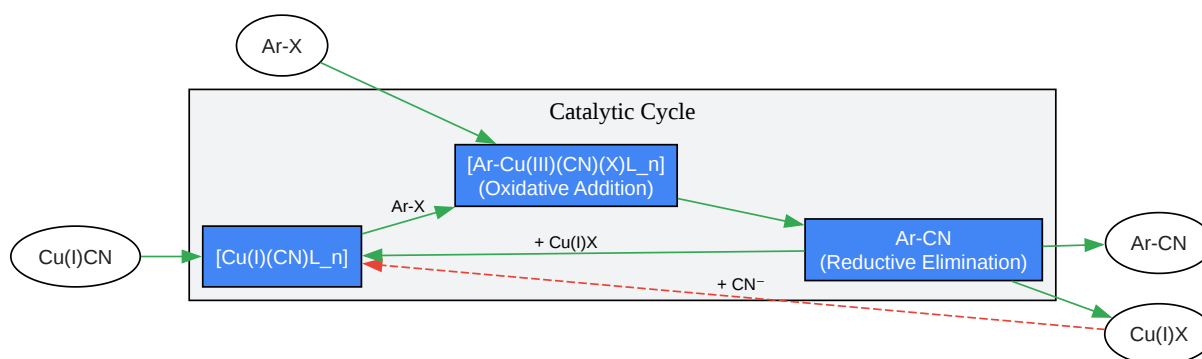 Ar-X
Catalytic Cycle
[Ar-Cu(III)(CN)(X)L_n]
(Oxidative Addition)
Ar-X
Cu(I)CN
[Cu(I)(CN)L_n]
+ Cu(I)X
Ar-CN
(Reductive Elimination)
Ar-CN
+ CN⁻
Cu(I)X